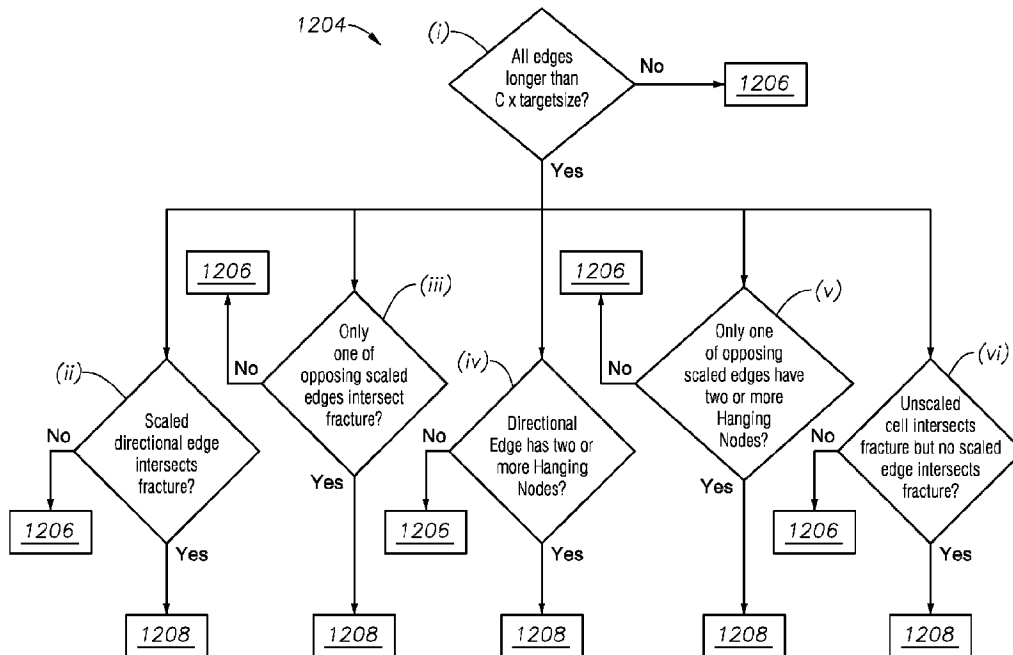 1204
(i)
All edges
longer than
C x targetsize?
No
1206
Yes
1206
(iii)
Only
one of
opposing scaled
edges intersect
fracture?
No
Yes
1206
(v)
Only one
of opposing
scaled edges have
two or more
Hanging
Nodes?
No
Yes
(ii)
Scaled
directional edge
intersects
fracture?
No
1206
Yes
(iv)
Directional
Edge has two or
more Hanging
Nodes?
No
1206
Yes
(vi)
Unscaled
cell intersects
fracture but no scaled
edge intersects
fracture?
No
1206
Yes
1208
1208
1208
1208
1208